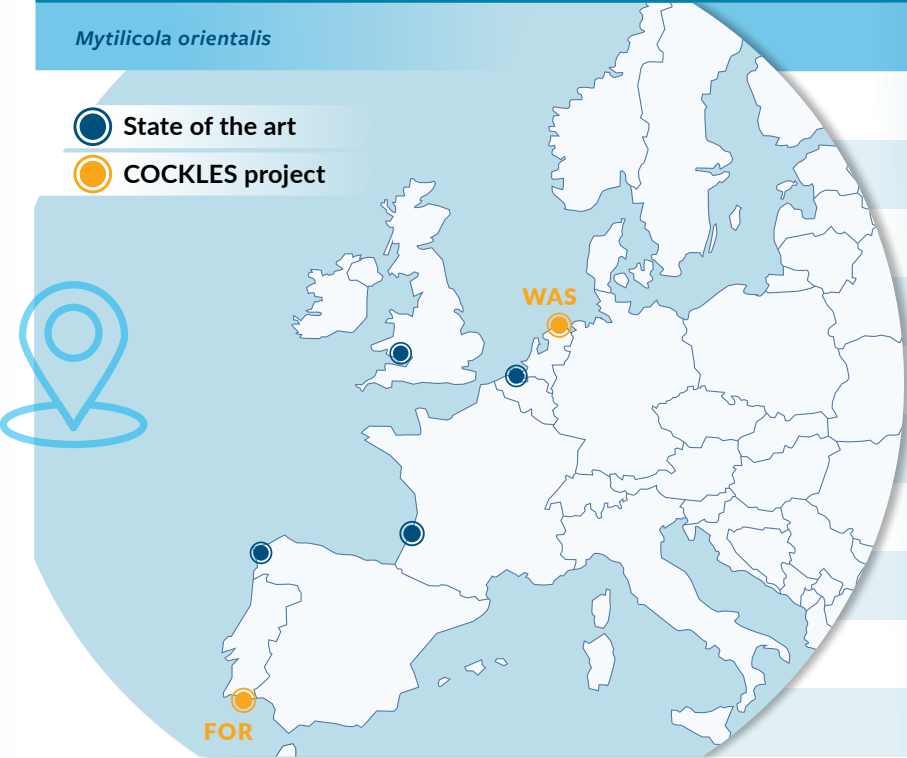 Mytilicola orientalis
State of the art
COCKLES project
WAS
FOR